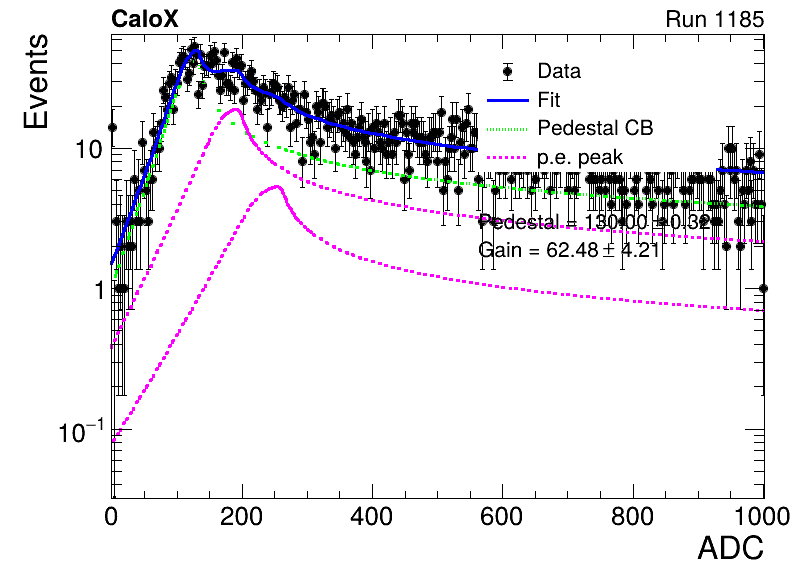 CaloX Run 1185
Events
Data
Fit
Pedestal CB
p.e. peak
Pedestal = 130.00 ± 0.32
Gain = 62.48 ± 4.21
10
1
10⁻¹
0 200 400 600 800 1000
ADC